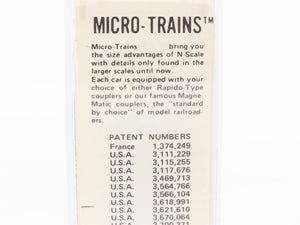 MICRO-TRAINS™
Micro-Trains bring you
the size advantages of N-Scale
with details only found in the
larger scales until now.
Each car is equipped with your
choice of either Rapido-Type
couplers or our famous Magne-
Matic couplers, the "standard
by choice" of model railroad-
ers.
PATENT NUMBERS
France 1,374,249
U.S.A. 3,111,229
U.S.A. 3,115,255
U.S.A. 3,117,676
U.S.A. 3,469,713
U.S.A. 3,564,766
U.S.A. 3,566,104
U.S.A. 3,618,991
U.S.A. 3,621,610
U.S.A. 3,670,064